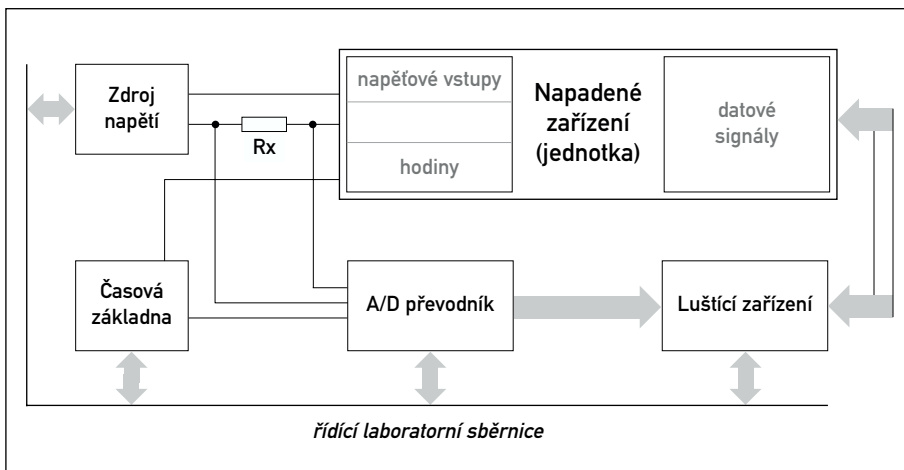 Zdroj
napětí
Rx
napěťové vstupy
hodiny
Napadené
zařízení
(jednotka)
datové
signály
Časová
základna
A/D převodník
Luštící zařízení
řídící laboratorní sběrnice